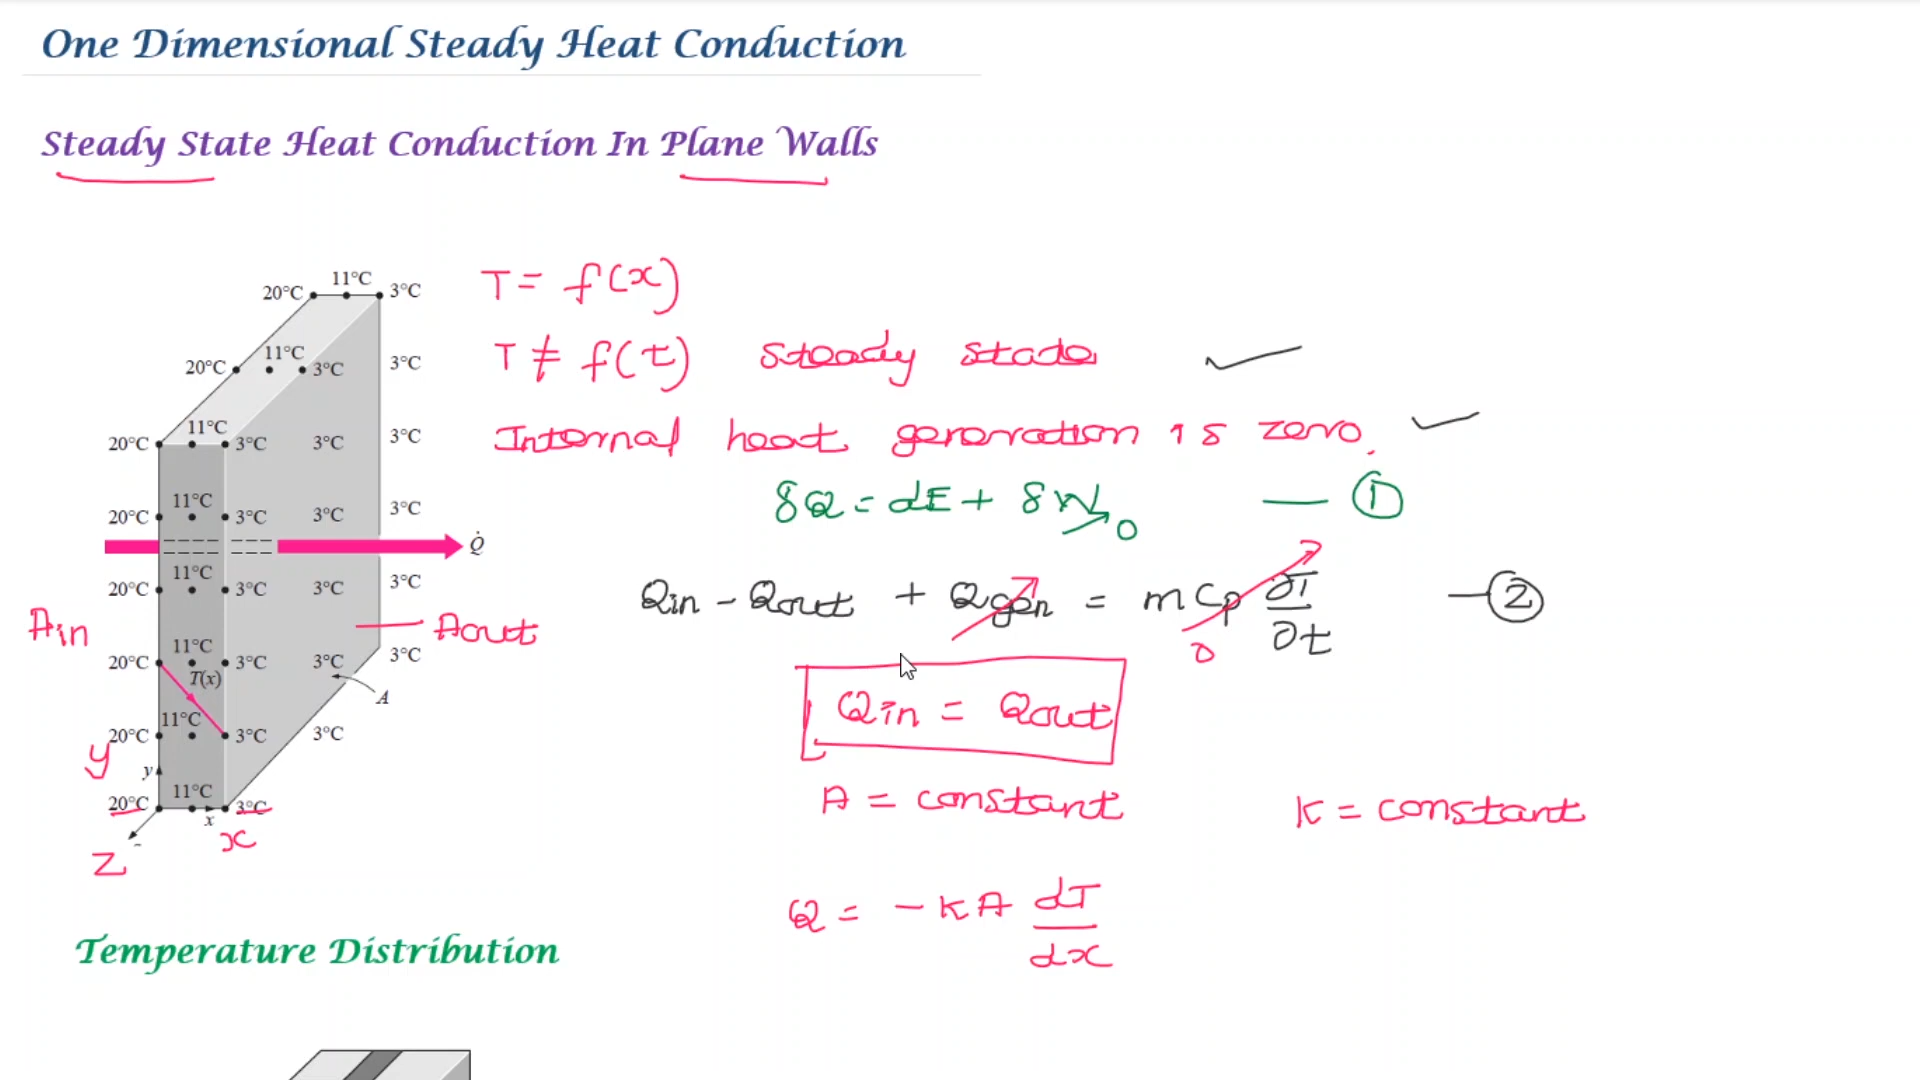 One Dimensional Steady Heat Conduction
Steady State Heat Conduction In Plane Walls
11°C
20°C 3°C
T = f(x)
11°C
20°C 3°C 3°C
T ≠ f(t) Steady state
11°C
20°C 3°C 3°C 3°C
Internal heat generation is zero.
δQ = dE + δW 0 — ①
11°C
20°C 3°C 3°C 3°C
Q̇
11°C
20°C 3°C 3°C 3°C
Qin - Qout + Qgen = mCp ∂T/∂t — ②
0
Ain
Aout
11°C
20°C 3°C 3°C 3°C
T(x)
A
Qin = Qout
11°C
20°C 3°C 3°C
y
y
11°C
20°C 3°C
x
x
z
A = constant K = constant
Q = -KA dT/dx
Temperature Distribution